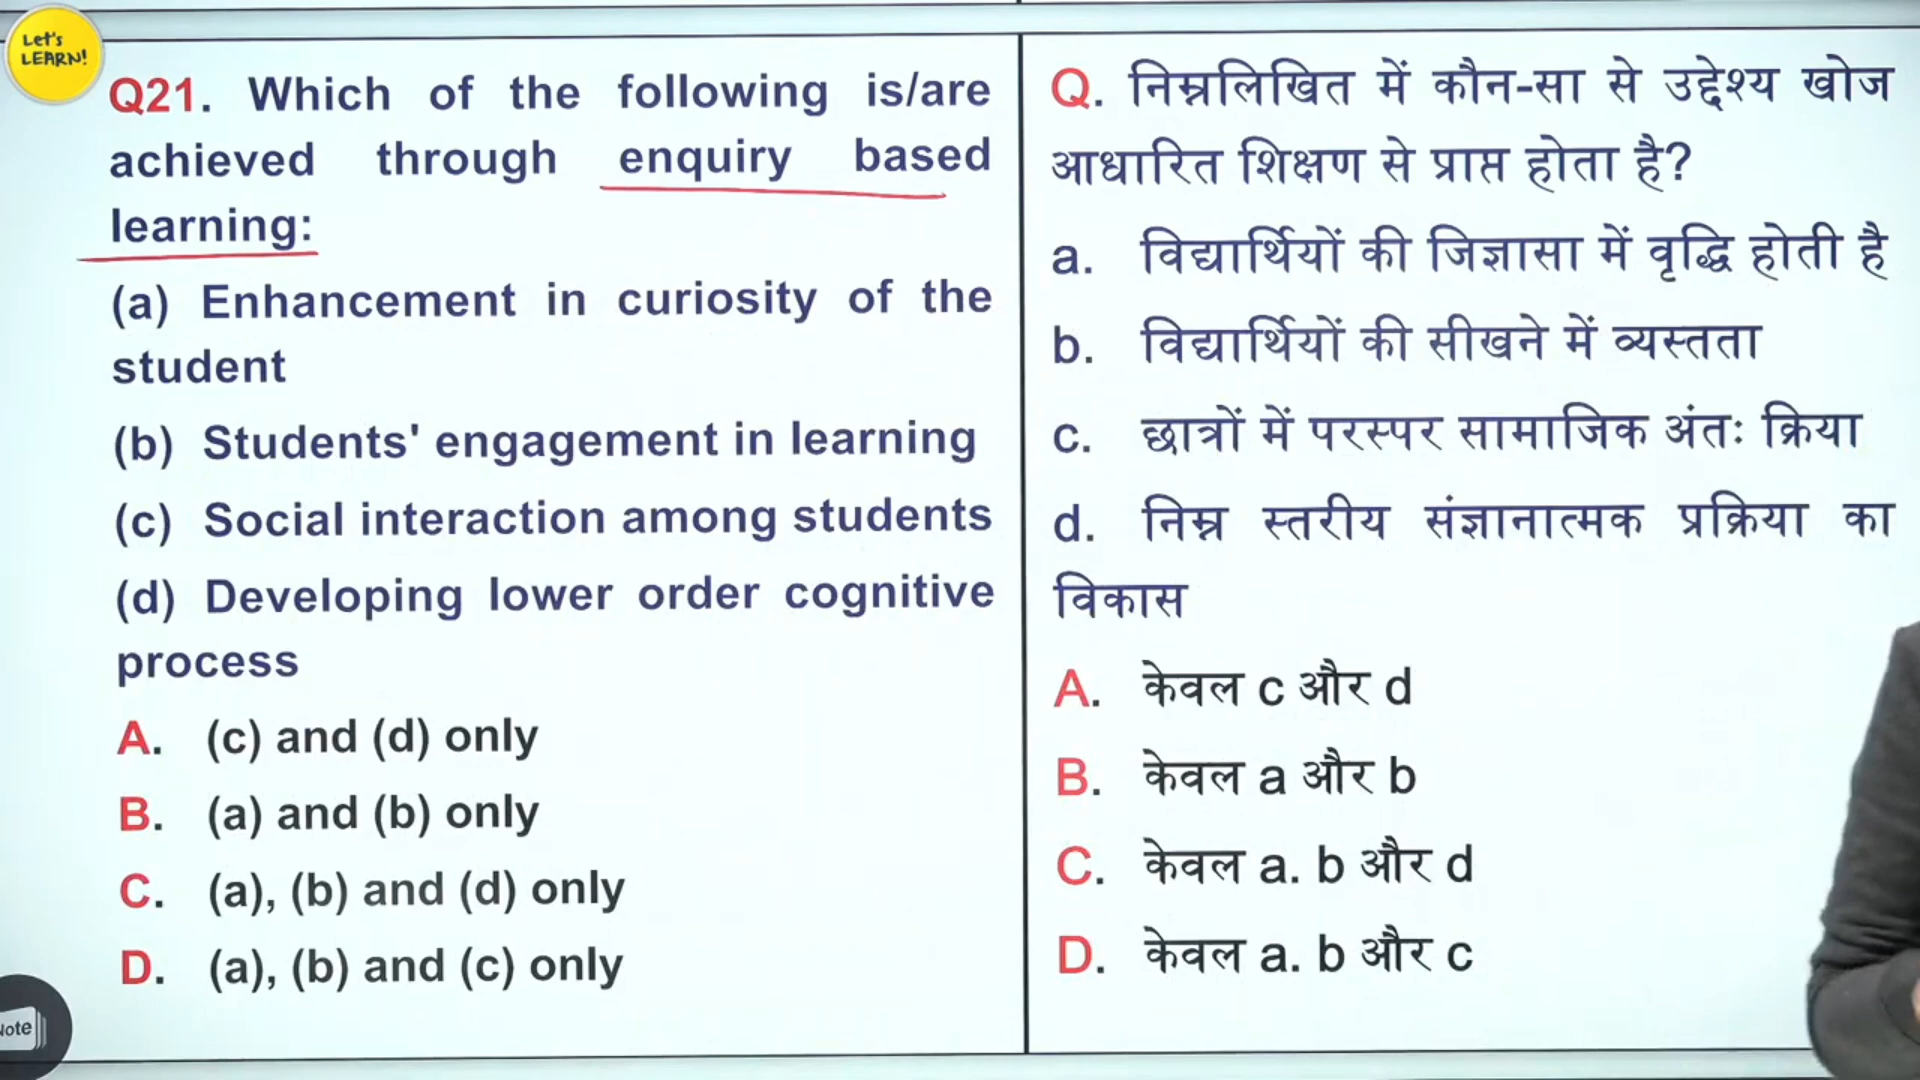 Let's
LEARN!
Q21. Which of the following is/are
achieved through enquiry based
learning:
(a) Enhancement in curiosity of the
student
(b) Students' engagement in learning
(c) Social interaction among students
(d) Developing lower order cognitive
process
A. (c) and (d) only
B. (a) and (b) only
C. (a), (b) and (d) only
D. (a), (b) and (c) only
Q. निम्नलिखित में कौन-सा से उद्देश्य खोज
आधारित शिक्षण से प्राप्त होता है?
a. विद्यार्थियों की जिज्ञासा में वृद्धि होती है
b. विद्यार्थियों की सीखने में व्यस्तता
c. छात्रों में परस्पर सामाजिक अंतः क्रिया
d. निम्न स्तरीय संज्ञानात्मक प्रक्रिया का
विकास
A. केवल c और d
B. केवल a और b
C. केवल a. b और d
D. केवल a. b और c